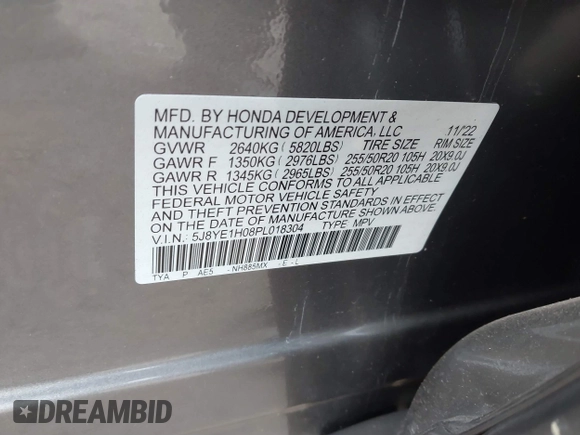 MFD. BY HONDA DEVELOPMENT &
MANUFACTURING OF AMERICA, LLC 11/22
GVWR 2640KG (5820LBS) TIRE SIZE RIM SIZE
GAWR F 1350KG (2976LBS) 255/50R20 105H 20X9.0J
GAWR R 1345KG (2965LBS) 255/50R20 105H 20X9.0J
THIS VEHICLE CONFORMS TO ALL APPLICABLE
FEDERAL MOTOR VEHICLE SAFETY
AND THEFT PREVENTION STANDARDS IN EFFECT
ON THE DATE OF MANUFACTURE SHOWN ABOVE.
V.I.N.: 5J8YE1H08PL018304 TYPE MPV
TYA P AE5 - NH885MX - E - L
DREAMBID